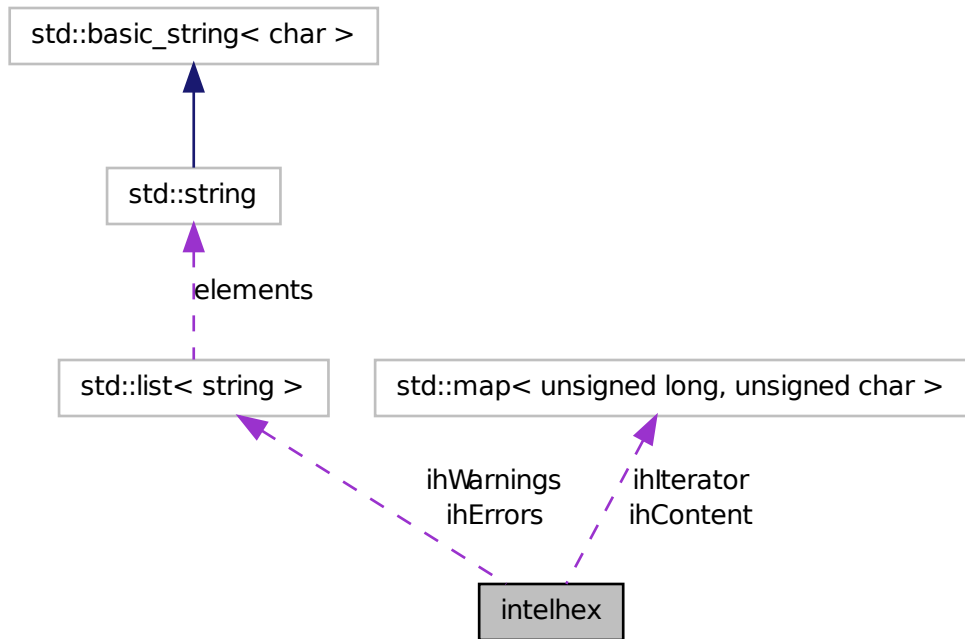 std::basic_string< char >
std::string
elements
std::list< string >
std::map< unsigned long, unsigned char >
ihWarnings
ihErrors
ihIterator
ihContent
intelhex